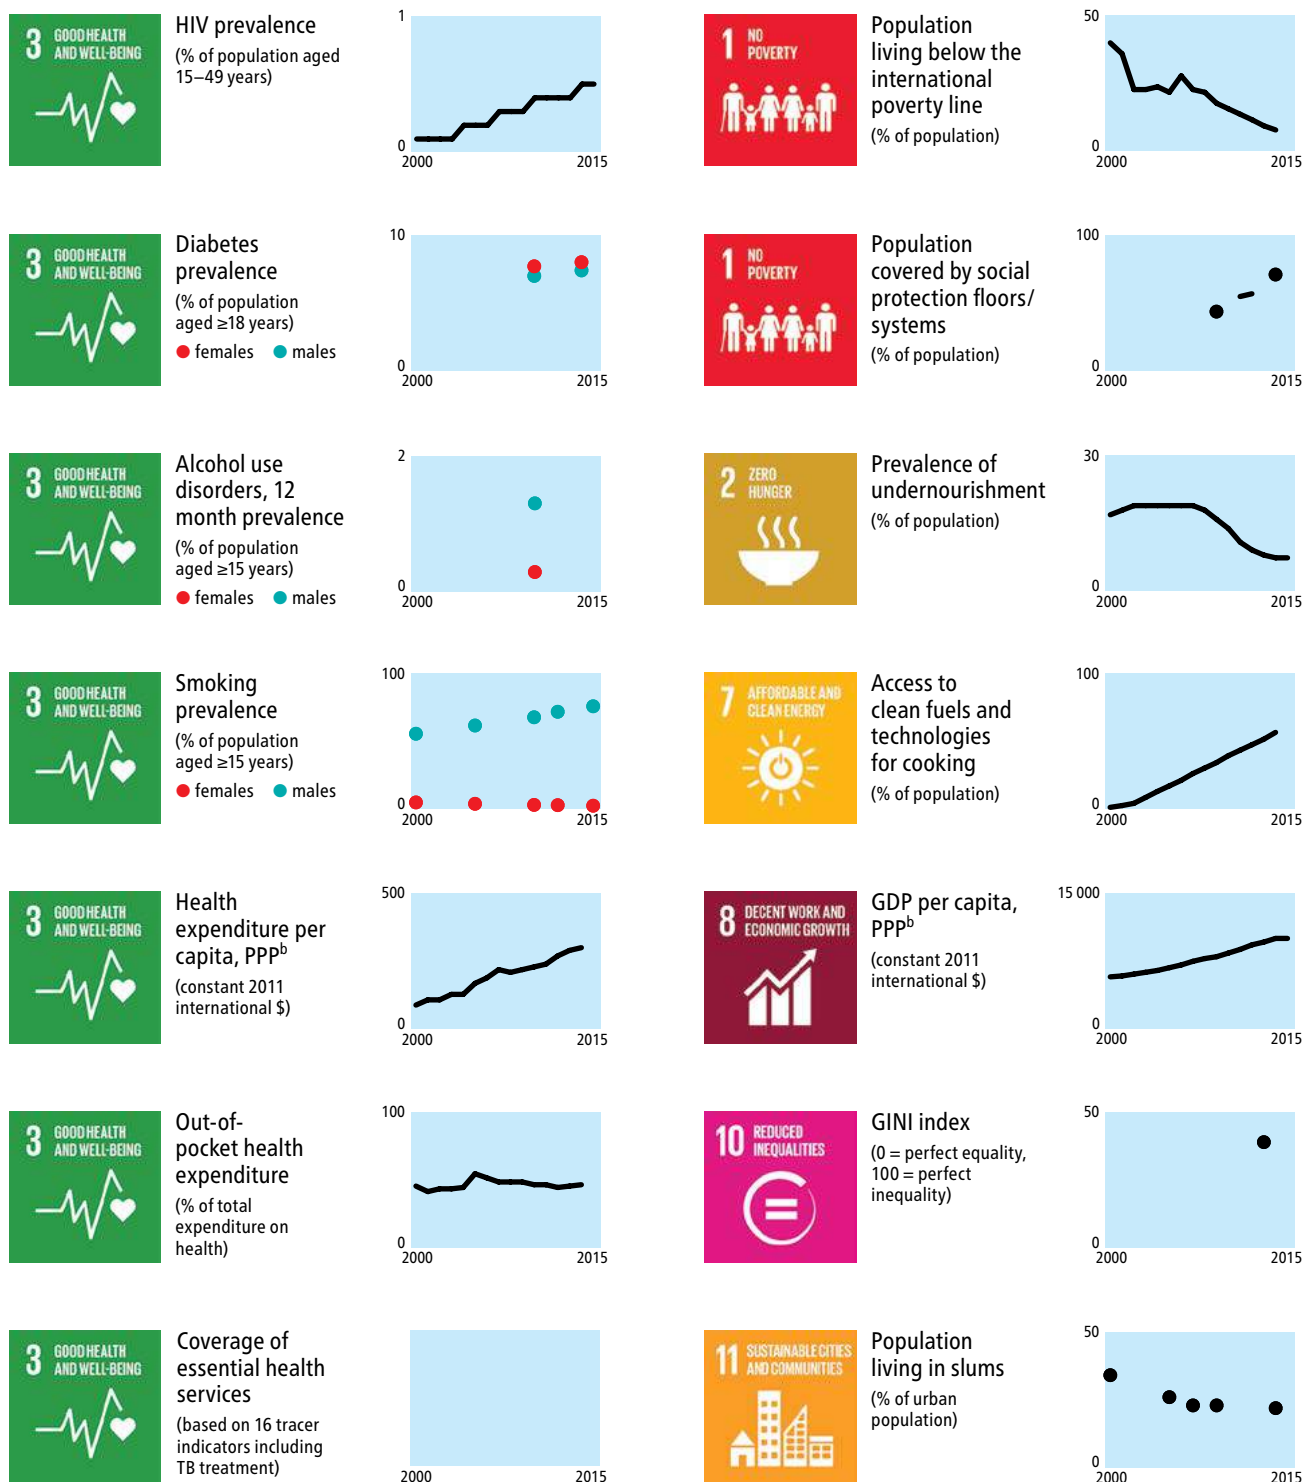 3 GOOD HEALTH
AND WELL-BEING
HIV prevalence
(% of population aged
15–49 years)
1
0
2000 2015
3 GOOD HEALTH
AND WELL-BEING
Diabetes
prevalence
(% of population
aged ≥18 years)
females males
10
0
2000 2015
3 GOOD HEALTH
AND WELL-BEING
Alcohol use
disorders, 12
month prevalence
(% of population
aged ≥15 years)
females males
2
0
2000 2015
3 GOOD HEALTH
AND WELL-BEING
Smoking
prevalence
(% of population
aged ≥15 years)
females males
100
0
2000 2015
3 GOOD HEALTH
AND WELL-BEING
Health
expenditure per
capita, PPPᵇ
(constant 2011
international $)
500
0
2000 2015
3 GOOD HEALTH
AND WELL-BEING
Out-of-
pocket health
expenditure
(% of total
expenditure on
health)
100
0
2000 2015
3 GOOD HEALTH
AND WELL-BEING
Coverage of
essential health
services
(based on 16 tracer
indicators including
TB treatment)
2000 2015
1 NO
POVERTY
Population
living below the
international
poverty line
(% of population)
50
0
2000 2015
1 NO
POVERTY
Population
covered by social
protection floors/
systems
(% of population)
100
0
2000 2015
2 ZERO
HUNGER
Prevalence of
undernourishment
(% of population)
30
0
2000 2015
7 AFFORDABLE AND
CLEAN ENERGY
Access to
clean fuels and
technologies
for cooking
(% of population)
100
0
2000 2015
8 DECENT WORK AND
ECONOMIC GROWTH
GDP per capita,
PPPᵇ
(constant 2011
international $)
15 000
0
2000 2015
10 REDUCED
INEQUALITIES
GINI index
(0 = perfect equality,
100 = perfect
inequality)
50
0
2000 2015
11 SUSTAINABLE CITIES
AND COMMUNITIES
Population
living in slums
(% of urban
population)
50
0
2000 2015